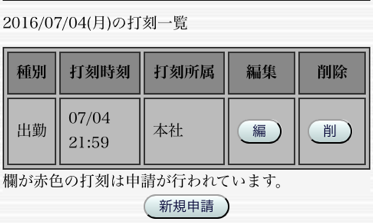 2016/07/04(月)の打刻一覧
種別 打刻時刻 打刻所属 編集 削除
出勤 07/04 21:59 本社 編 削
欄が赤色の打刻は申請が行われています。
新規申請